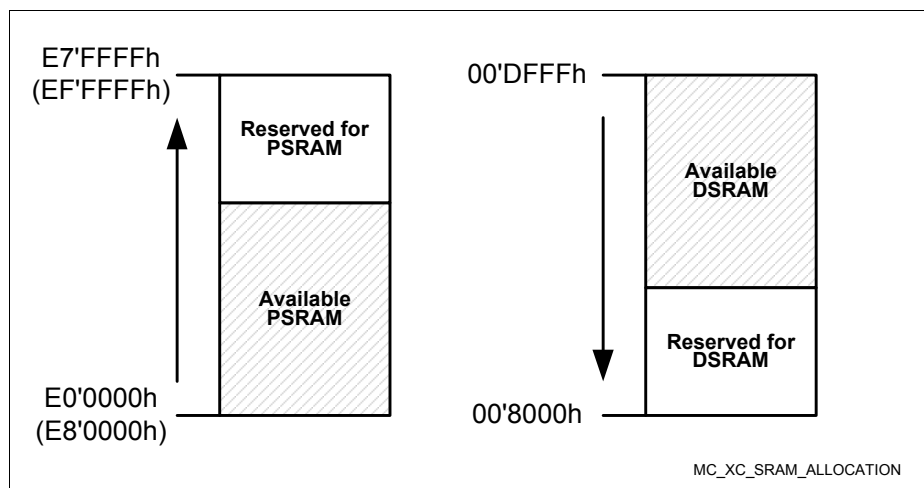 E7'FFFFh
(EF'FFFFh)
Reserved for
PSRAM
Available
PSRAM
E0'0000h
(E8'0000h)
00'DFFFh
Available
DSRAM
Reserved for
DSRAM
00'8000h
MC_XC_SRAM_ALLOCATION